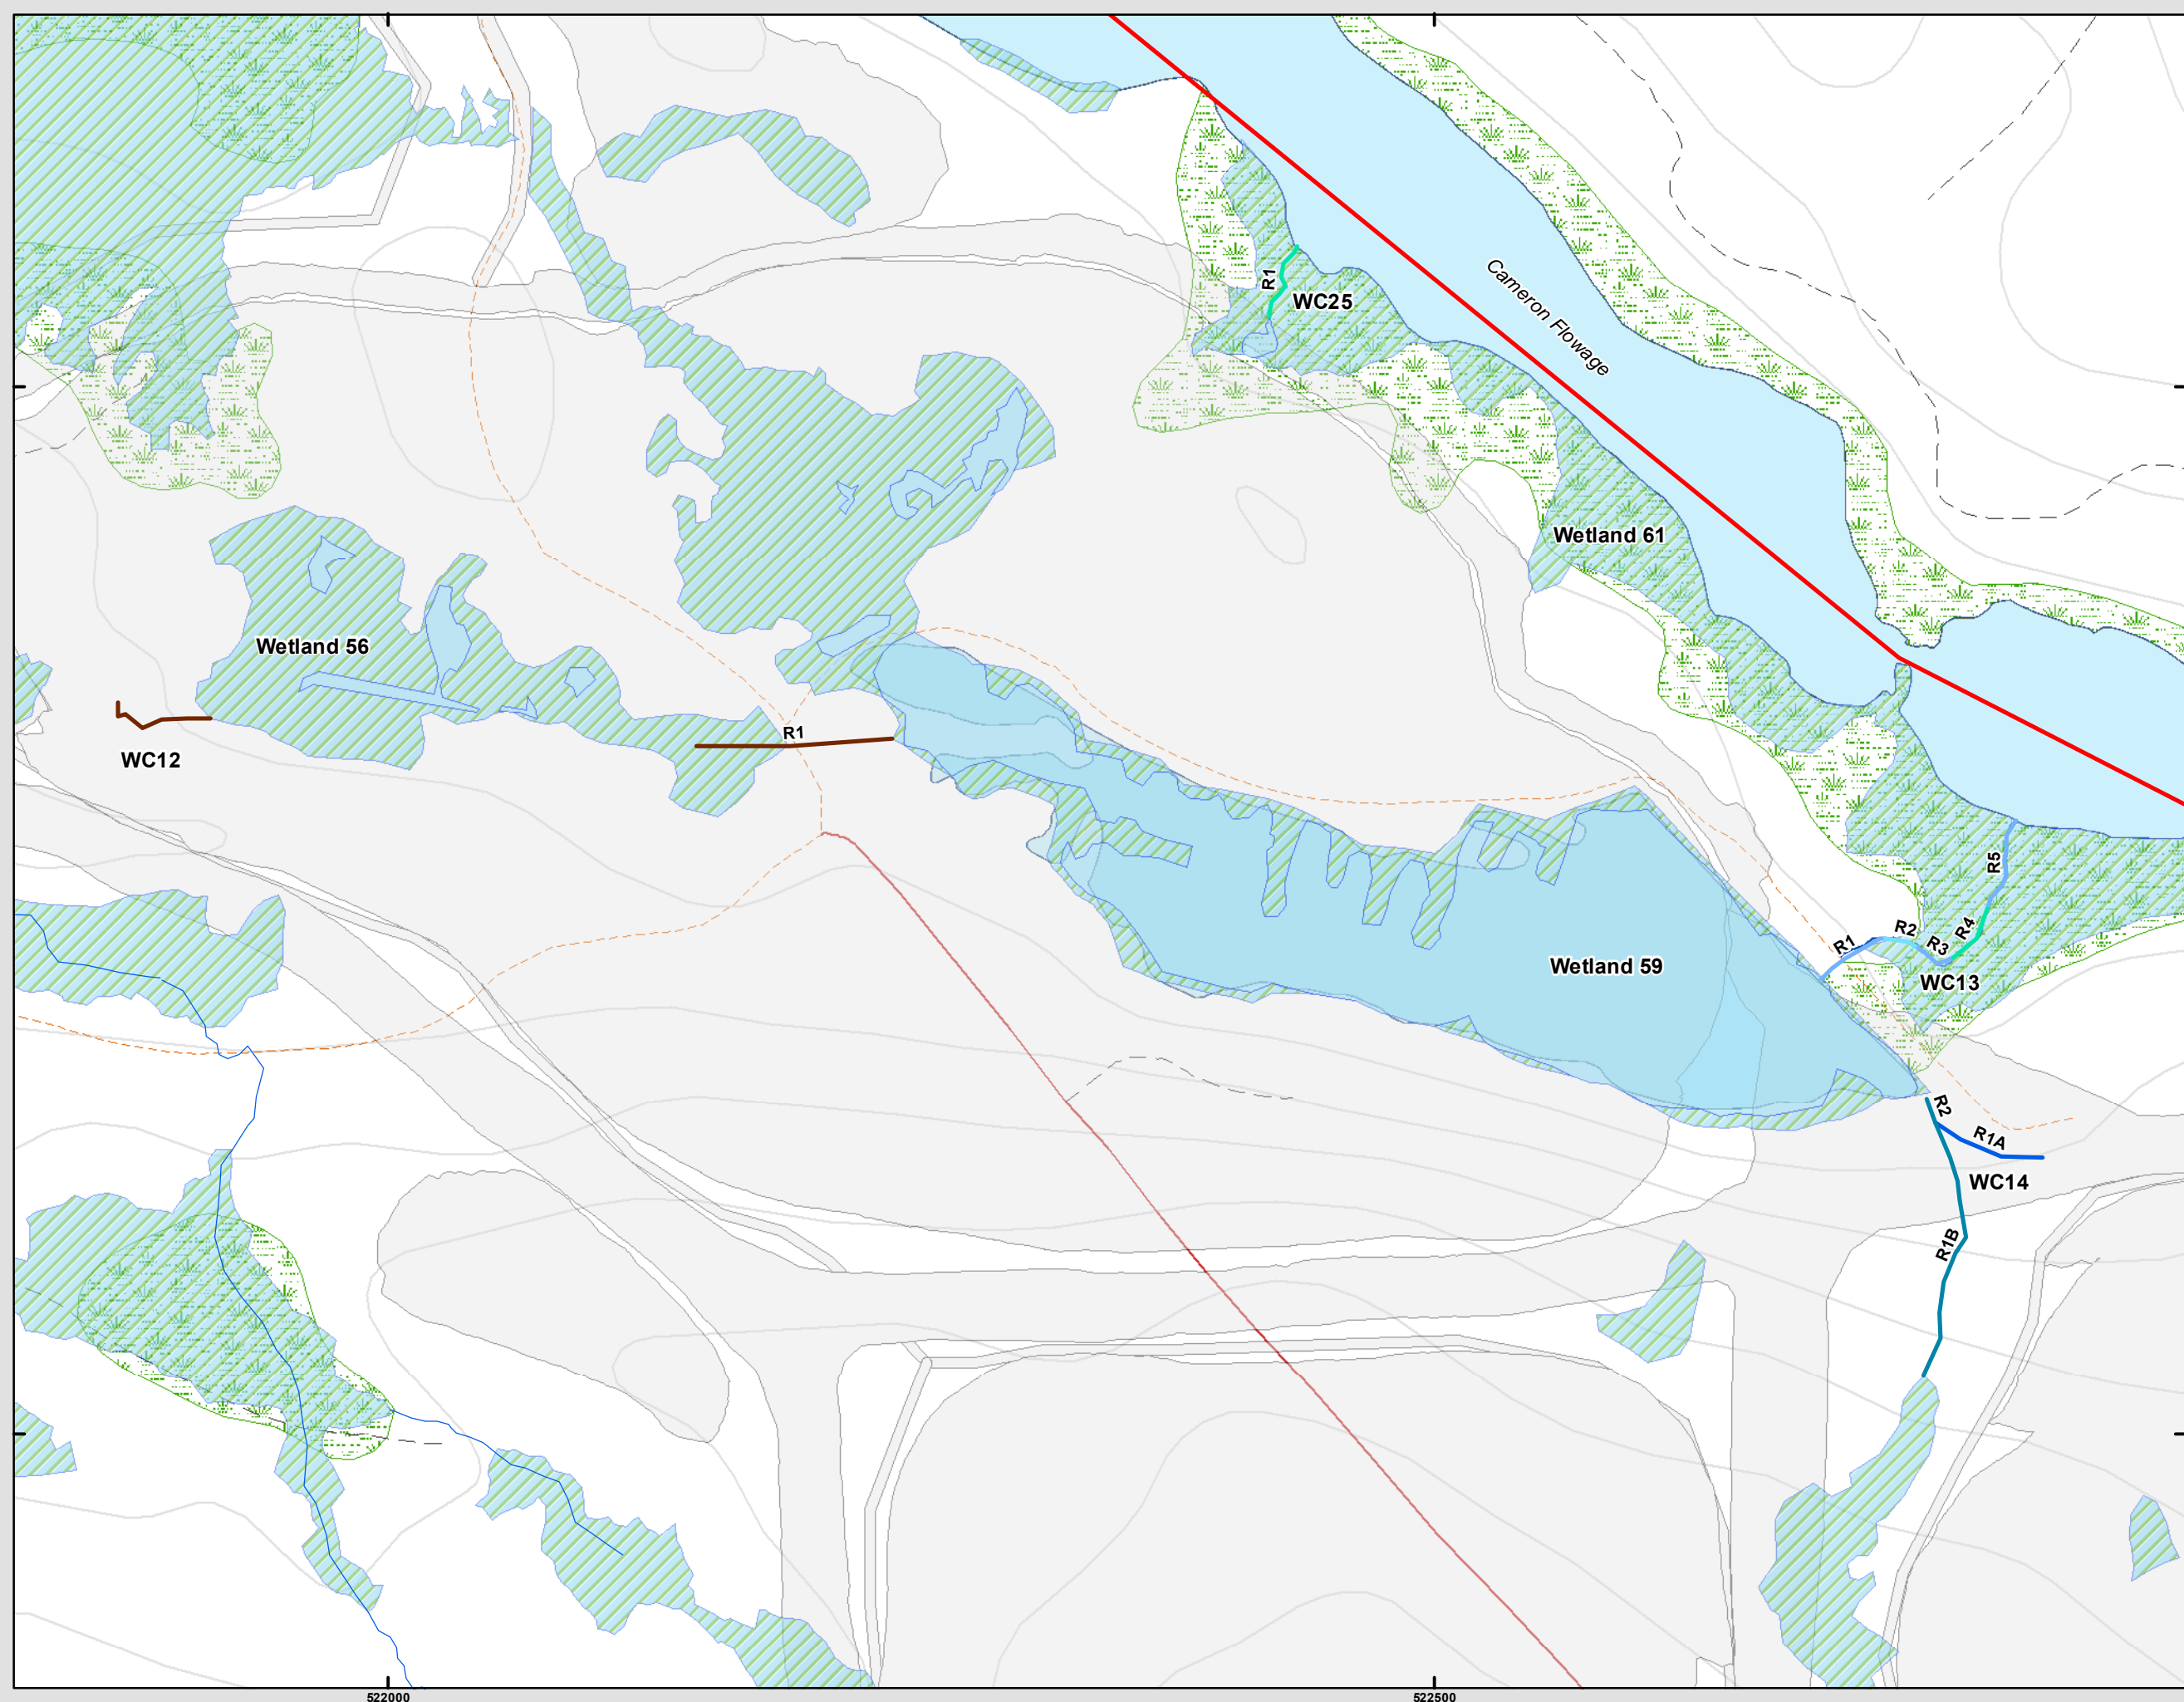 R1
WC25
Cameron Flowage
Wetland 61
Wetland 56
R1
WC12
R5
R4
R2
R1
R3
Wetland 59
WC13
R2
R1A
WC14
R1B
522000
522500